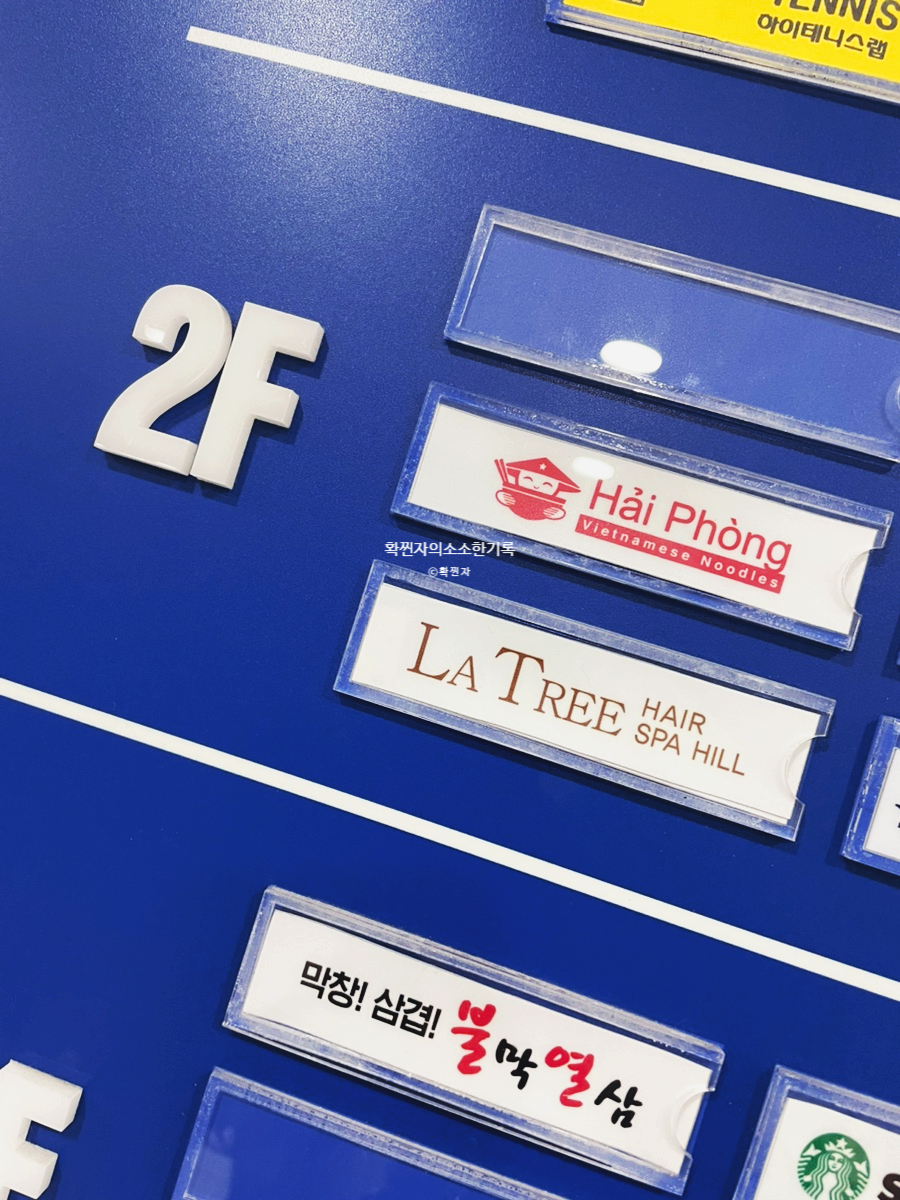 TENNIS
아이테니스랩
2F
Hải Phòng
Vietnamese Noodles
확찐자의소소한기록
©확찐자
LA TREE HAIR
SPA HILL
막창! 삼겹! 불막열삼
F
S